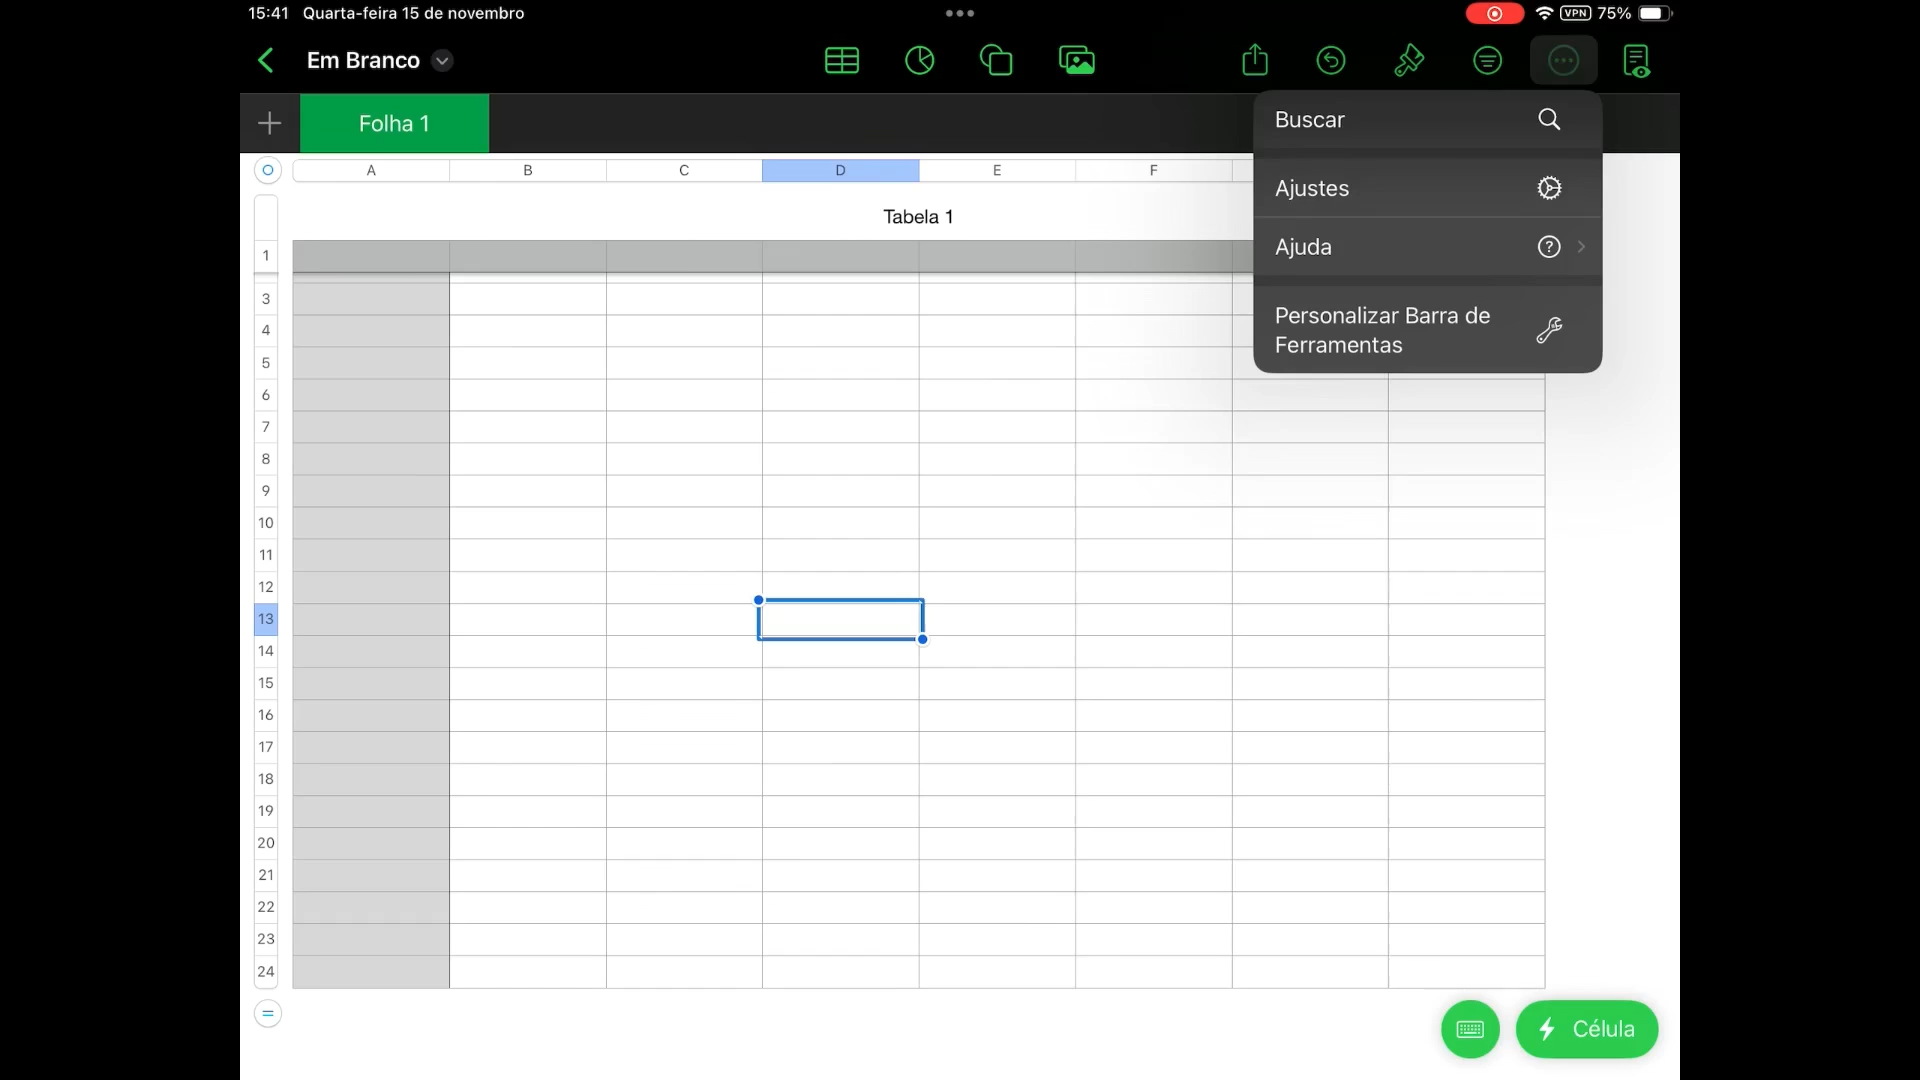 15:41 Quarta-feira 15 de novembro
VPN 75%
Em Branco
Folha 1
Buscar
Ajustes
Ajuda
Personalizar Barra de
Ferramentas
A B C D E F
Tabela 1
1
3
4
5
6
7
8
9
10
11
12
13
14
15
16
17
18
19
20
21
22
23
24
Célula